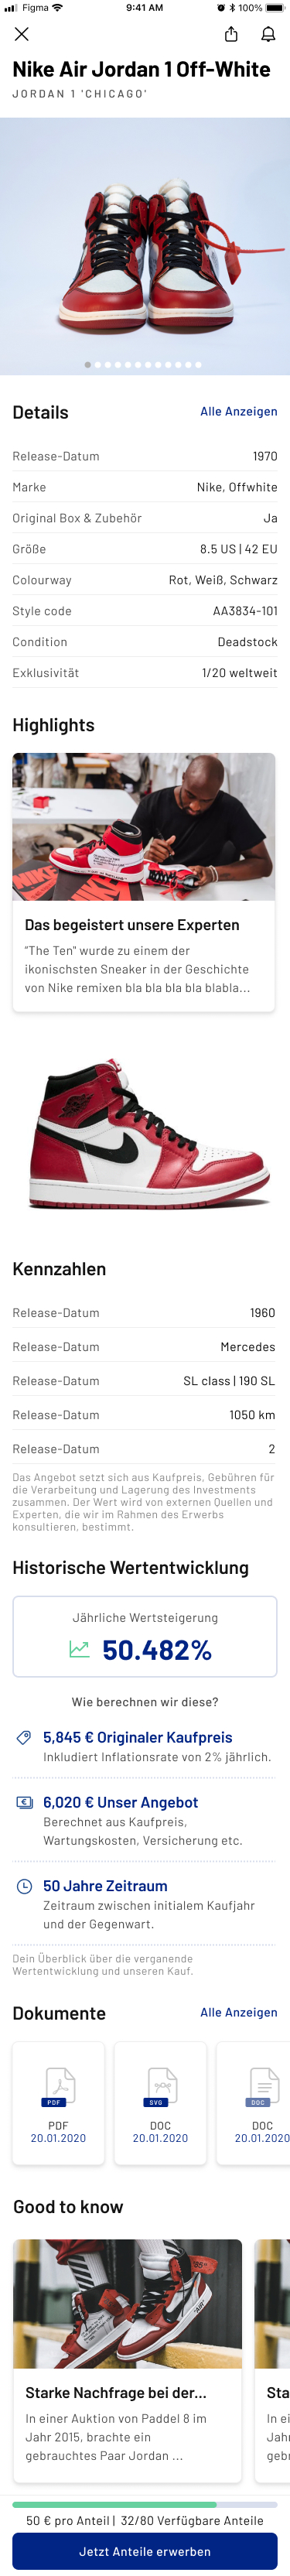 Figma 9:41 AM 100%
Nike Air Jordan 1 Off-White
JORDAN 1 'CHICAGO'
Details Alle Anzeigen
Release-Datum 1970
Marke Nike, Offwhite
Original Box & Zubehör Ja
Größe 8.5 US | 42 EU
Colourway Rot, Weiß, Schwarz
Style code AA3834-101
Condition Deadstock
Exklusivität 1/20 weltweit
Highlights
Das begeistert unsere Experten
"The Ten" wurde zu einem der
ikonischsten Sneaker in der Geschichte
von Nike remixen bla bla bla bla blabla...
Kennzahlen
Release-Datum 1960
Release-Datum Mercedes
Release-Datum SL class | 190 SL
Release-Datum 1050 km
Release-Datum 2
Das Angebot setzt sich aus Kaufpreis, Gebühren für
die Verarbeitung und Lagerung des Investments
zusammen. Der Wert wird von externen Quellen und
Experten, die wir im Rahmen des Erwerbs
konsultieren, bestimmt.
Historische Wertentwicklung
Jährliche Wertsteigerung
50.482%
Wie berechnen wir diese?
5,845 € Originaler Kaufpreis
Inkludiert Inflationsrate von 2% jährlich.
6,020 € Unser Angebot
Berechnet aus Kaufpreis,
Wartungskosten, Versicherung etc.
50 Jahre Zeitraum
Zeitraum zwischen initialem Kaufjahr
und der Gegenwart.
Dein Überblick über die verganende
Wertentwicklung und unseren Kauf.
Dokumente Alle Anzeigen
PDF SVG DOC
PDF DOC DOC
20.01.2020 20.01.2020 20.01.2020
Good to know
"AIR"
Starke Nachfrage bei der... Sta
In einer Auktion von Paddel 8 im In ei
Jahr 2015, brachte ein Jahr
gebrauchtes Paar Jordan ... gebr
50 € pro Anteil | 32/80 Verfügbare Anteile
Jetzt Anteile erwerben